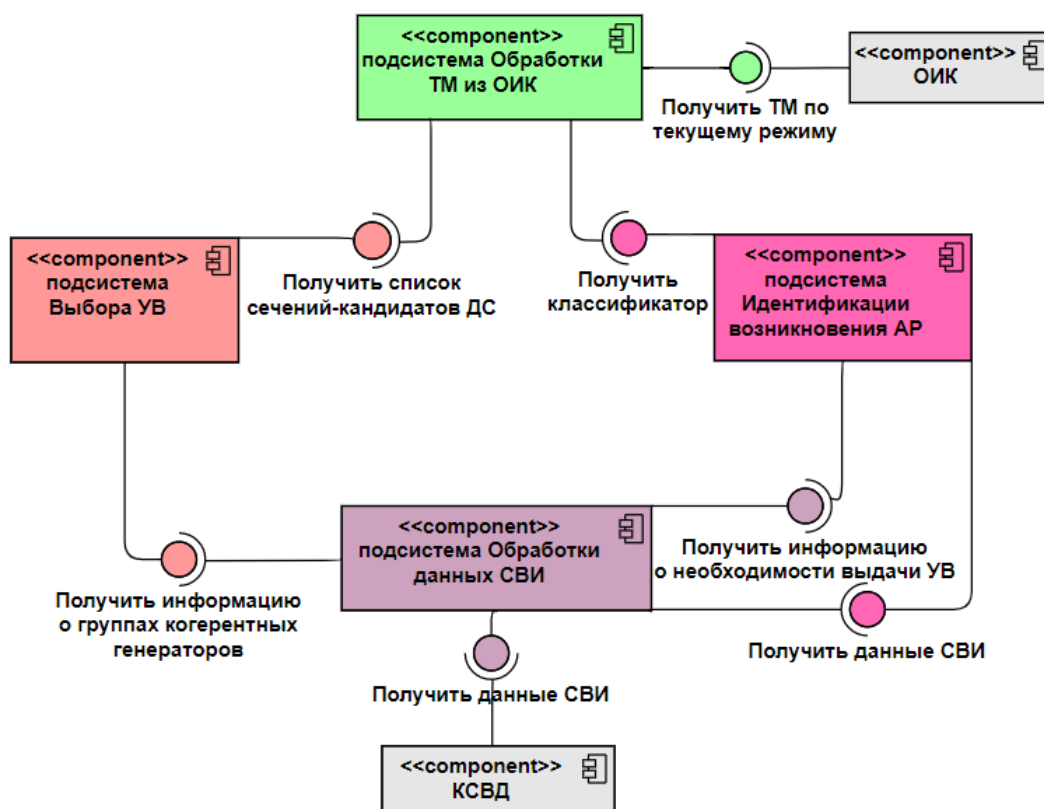 <<component>>
подсистема Обработки
ТМ из ОИК
<<component>>
ОИК
Получить ТМ по
текущему режиму
<<component>>
подсистема
Выбора УВ
Получить список
сечений-кандидатов ДС
Получить
классификатор
<<component>>
подсистема
Идентификации
возникновения АР
<<component>>
подсистема Обработки
данных СВИ
Получить информацию
о необходимости выдачи УВ
Получить информацию
о группах когерентных
генераторов
Получить данные СВИ
Получить данные СВИ
<<component>>
КСВД